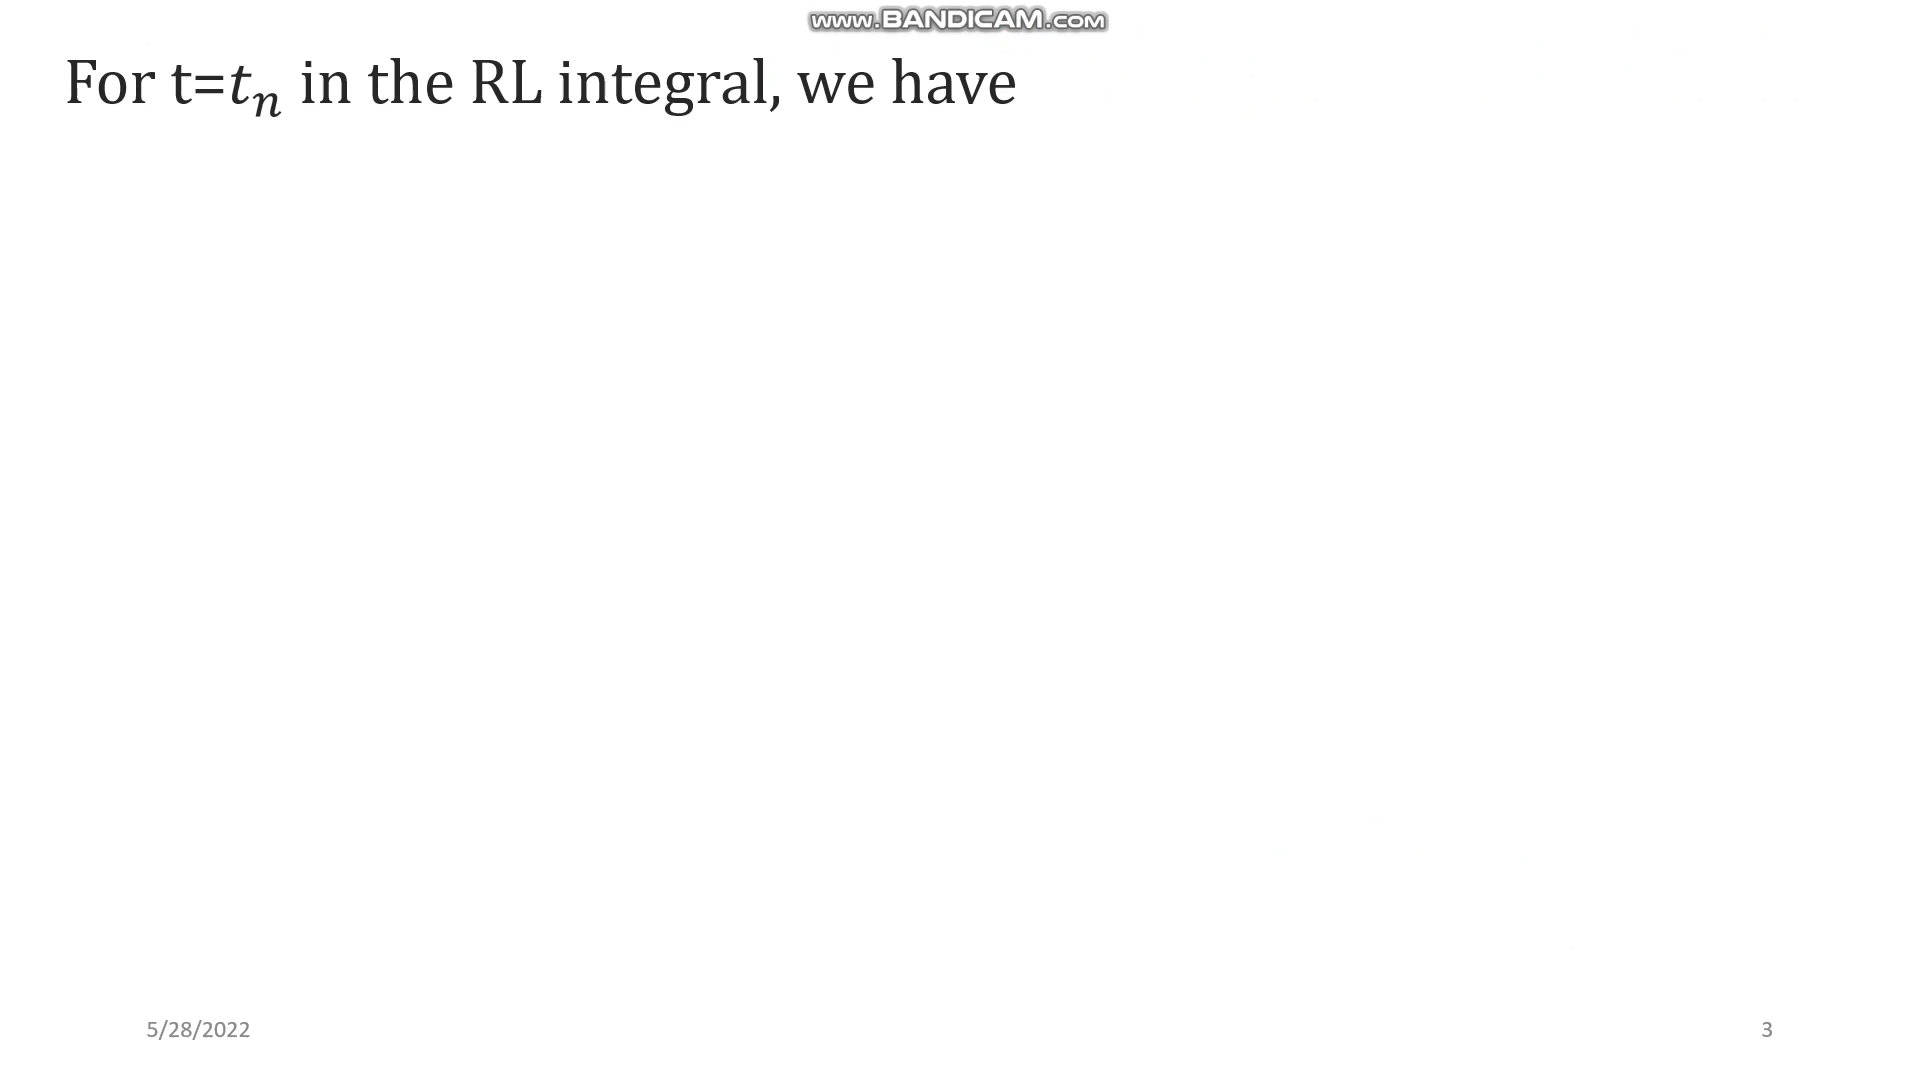 www.BANDICAM.com
For t=𝑡ₙ in the RL integral, we have
5/28/2022
3